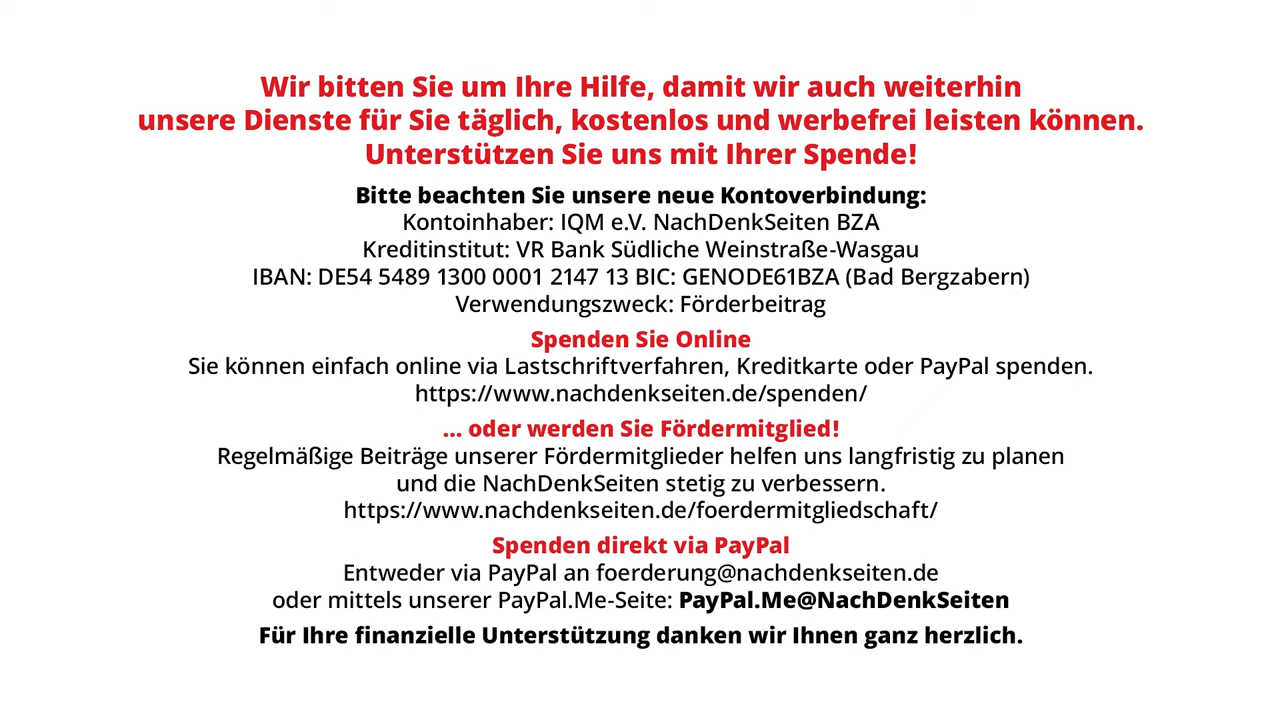 Wir bitten Sie um Ihre Hilfe, damit wir auch weiterhin
unsere Dienste für Sie täglich, kostenlos und werbefrei leisten können.
Unterstützen Sie uns mit Ihrer Spende!
Bitte beachten Sie unsere neue Kontoverbindung:
Kontoinhaber: IQM e.V. NachDenkSeiten BZA
Kreditinstitut: VR Bank Südliche Weinstraße-Wasgau
IBAN: DE54 5489 1300 0001 2147 13 BIC: GENODE61BZA (Bad Bergzabern)
Verwendungszweck: Förderbeitrag
Spenden Sie Online
Sie können einfach online via Lastschriftverfahren, Kreditkarte oder PayPal spenden.
https://www.nachdenkseiten.de/spenden/
... oder werden Sie Fördermitglied!
Regelmäßige Beiträge unserer Fördermitglieder helfen uns langfristig zu planen
und die NachDenkSeiten stetig zu verbessern.
https://www.nachdenkseiten.de/foerdermitgliedschaft/
Spenden direkt via PayPal
Entweder via PayPal an foerderung@nachdenkseiten.de
oder mittels unserer PayPal.Me-Seite: PayPal.Me@NachDenkSeiten
Für Ihre finanzielle Unterstützung danken wir Ihnen ganz herzlich.